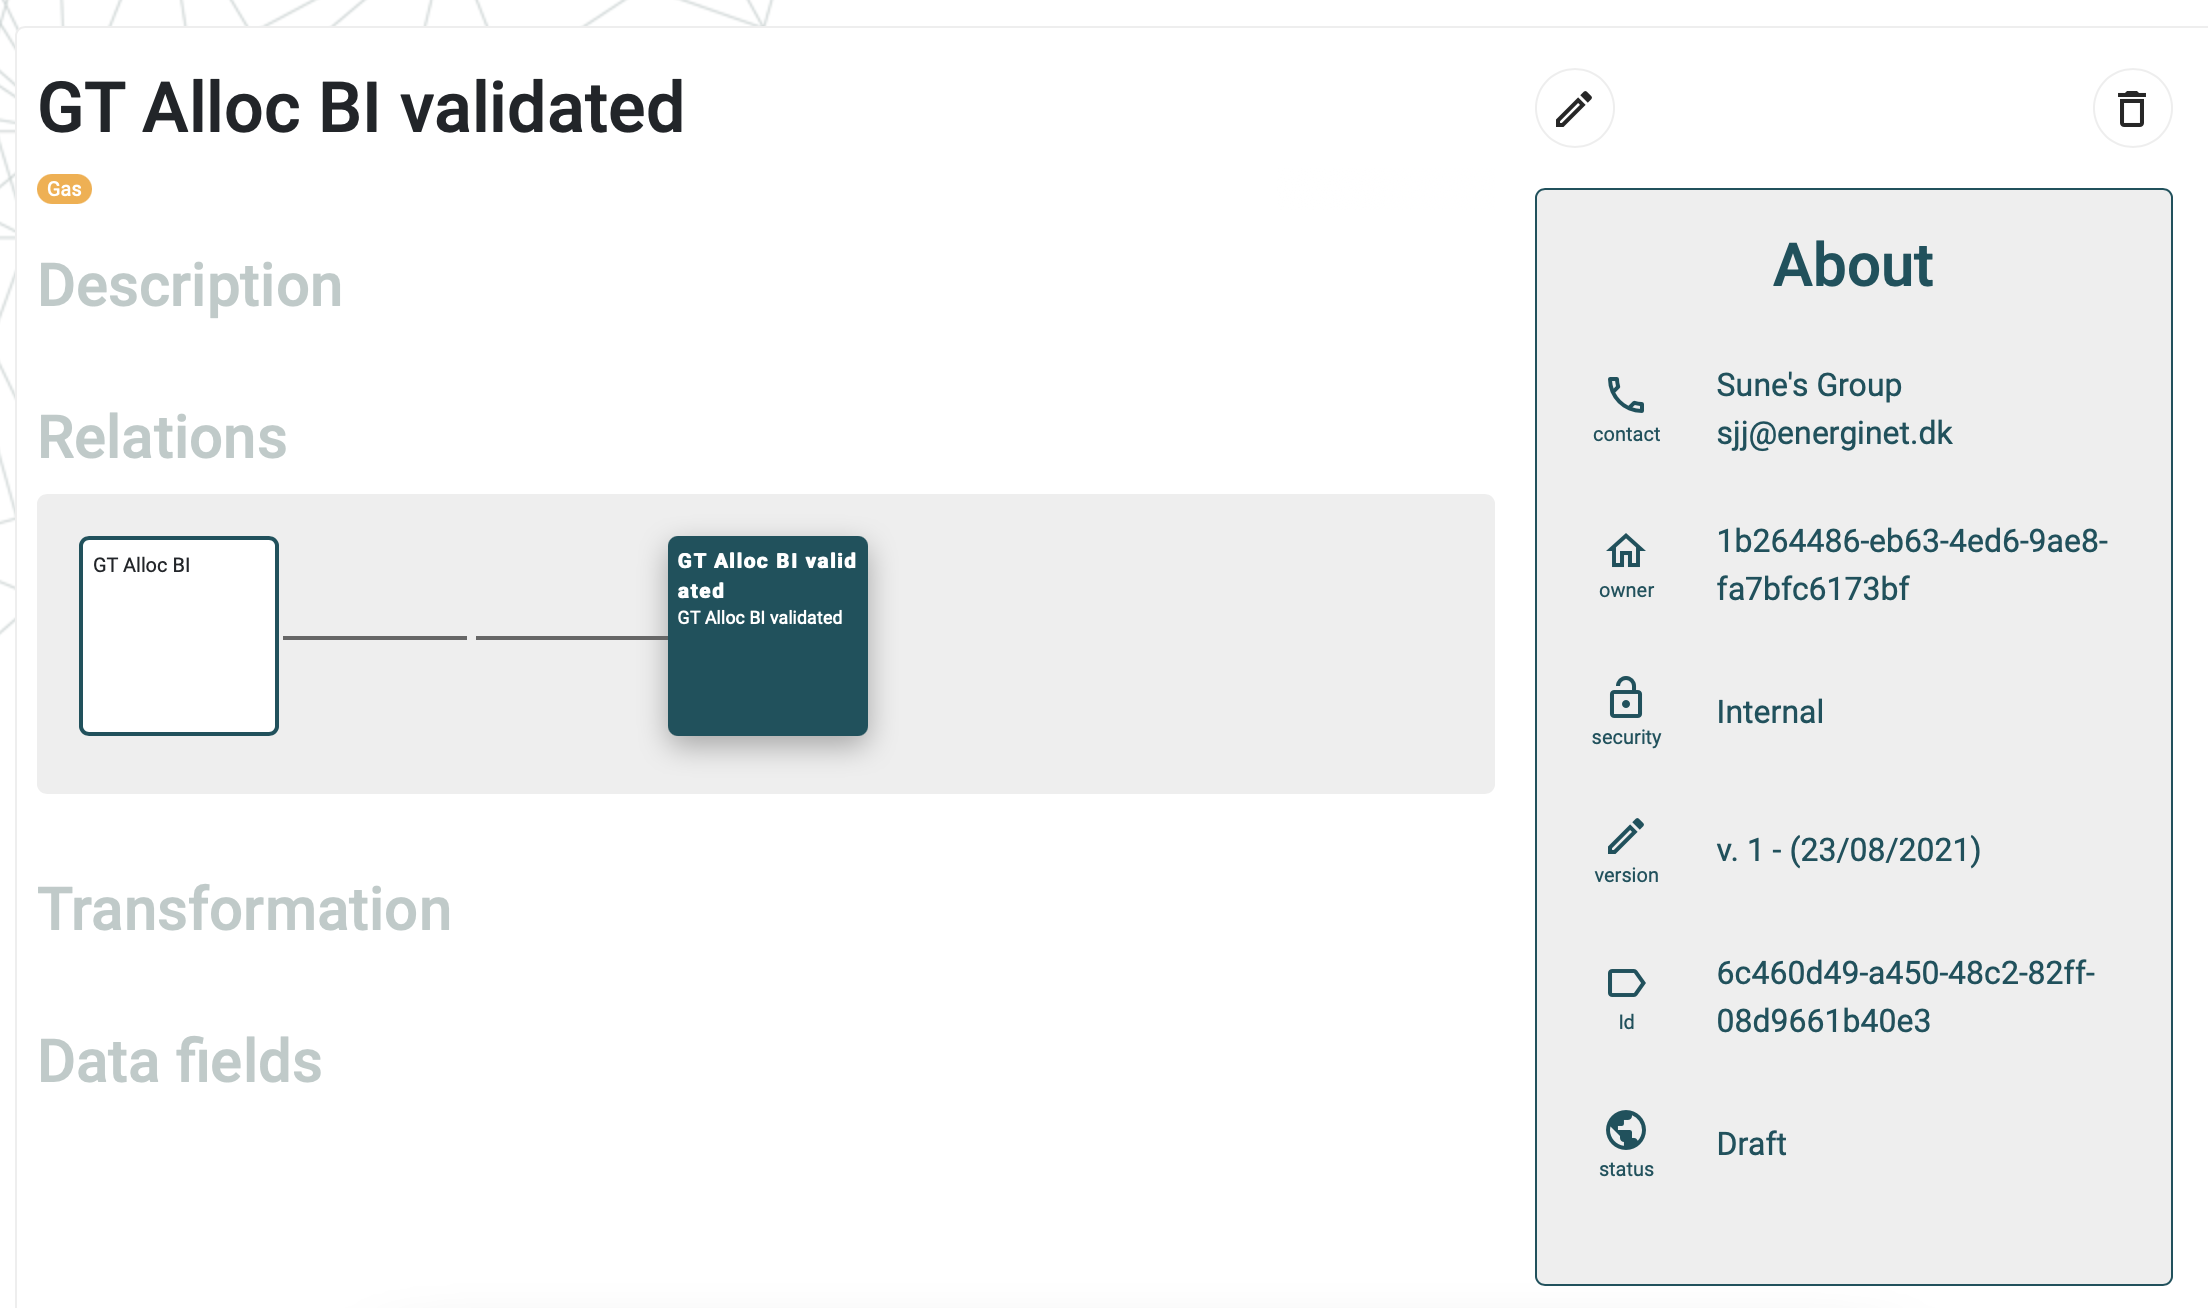 GT Alloc BI validated
Gas
Description
Relations
GT Alloc BI
GT Alloc BI valid
ated
GT Alloc BI validated
Transformation
Data fields
About
contact
Sune's Group
sjj@energinet.dk
owner
1b264486-eb63-4ed6-9ae8-
fa7bfc6173bf
security
Internal
version
v. 1 - (23/08/2021)
Id
6c460d49-a450-48c2-82ff-
08d9661b40e3
status
Draft